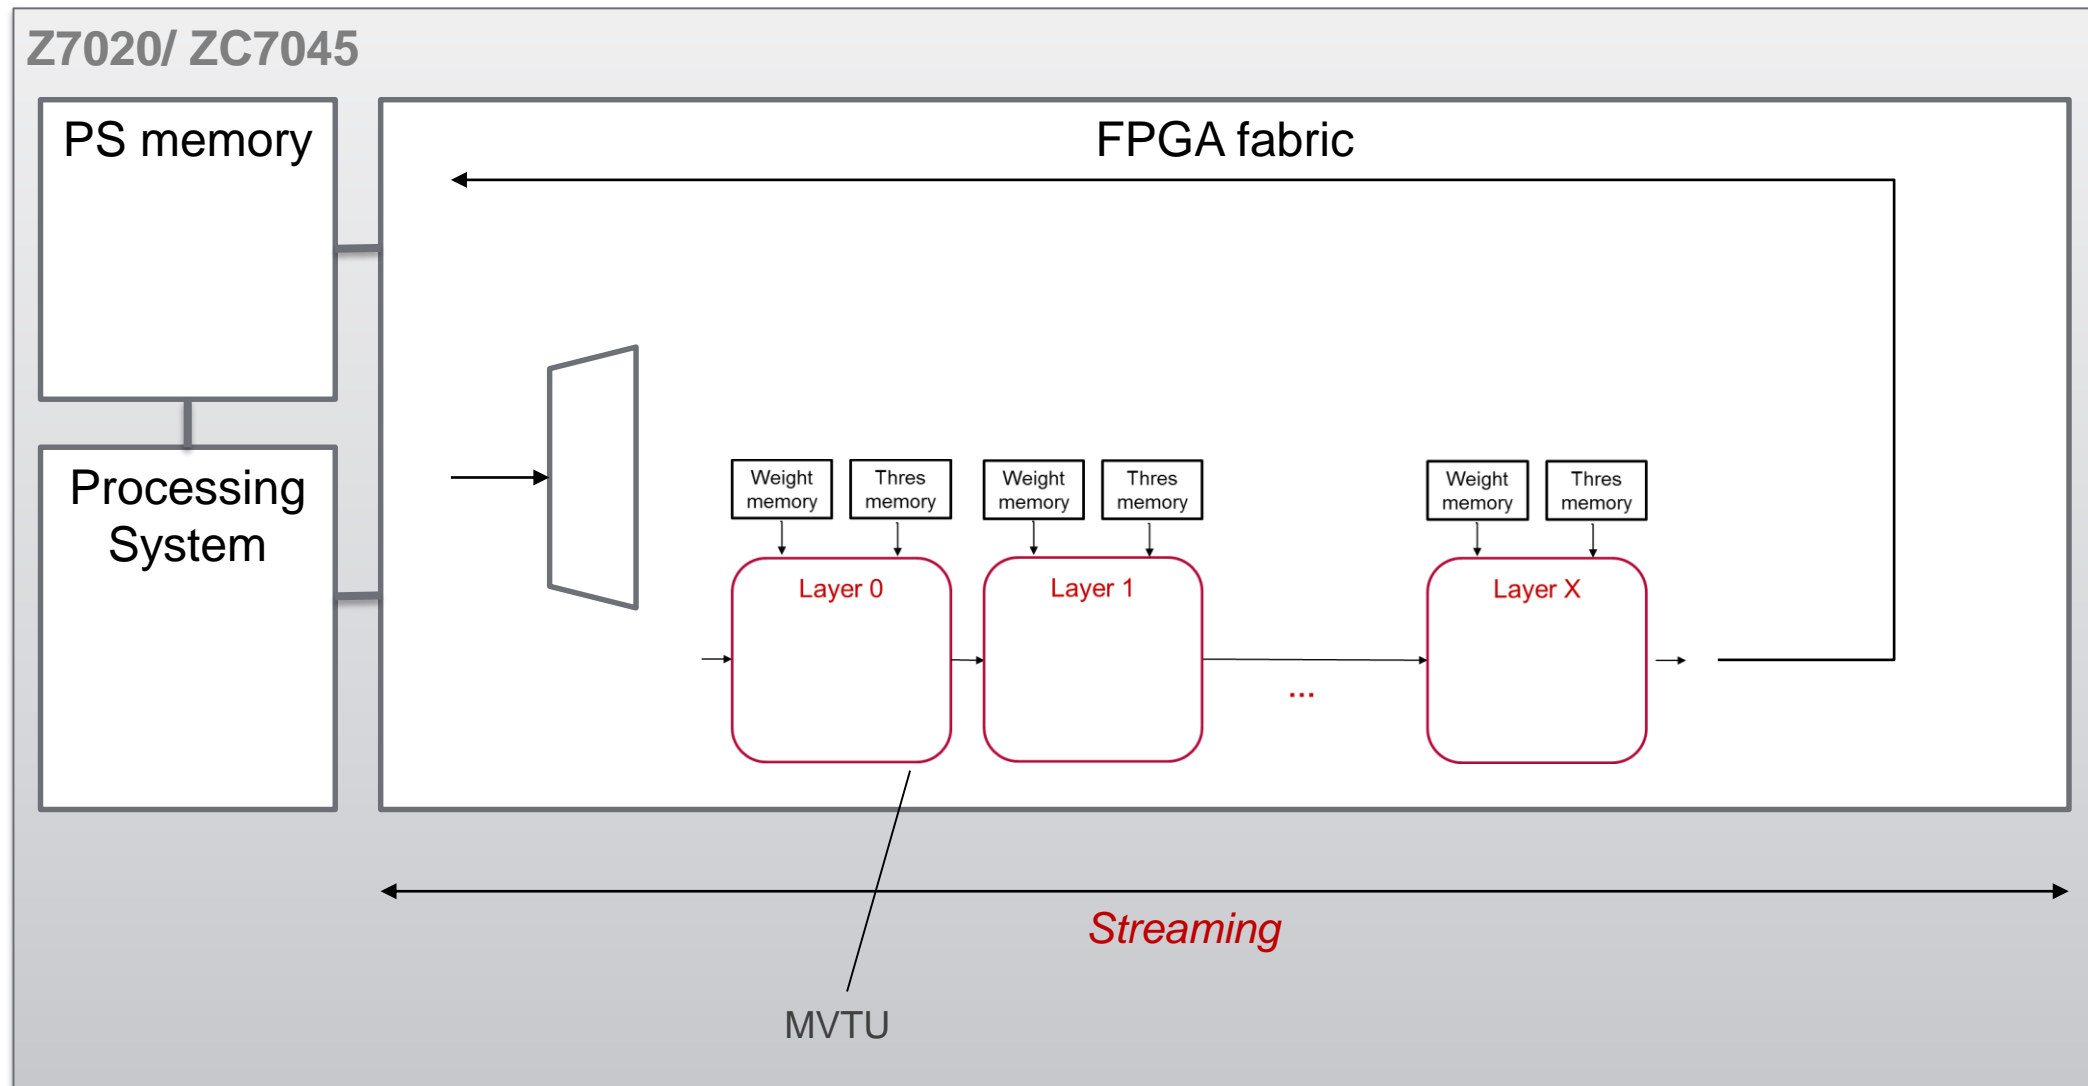 Z7020/ ZC7045
PS memory
FPGA fabric
Processing
System
Weight
memory
Thres
memory
Weight
memory
Thres
memory
Weight
memory
Thres
memory
Layer 0
Layer 1
Layer X
...
Streaming
MVTU